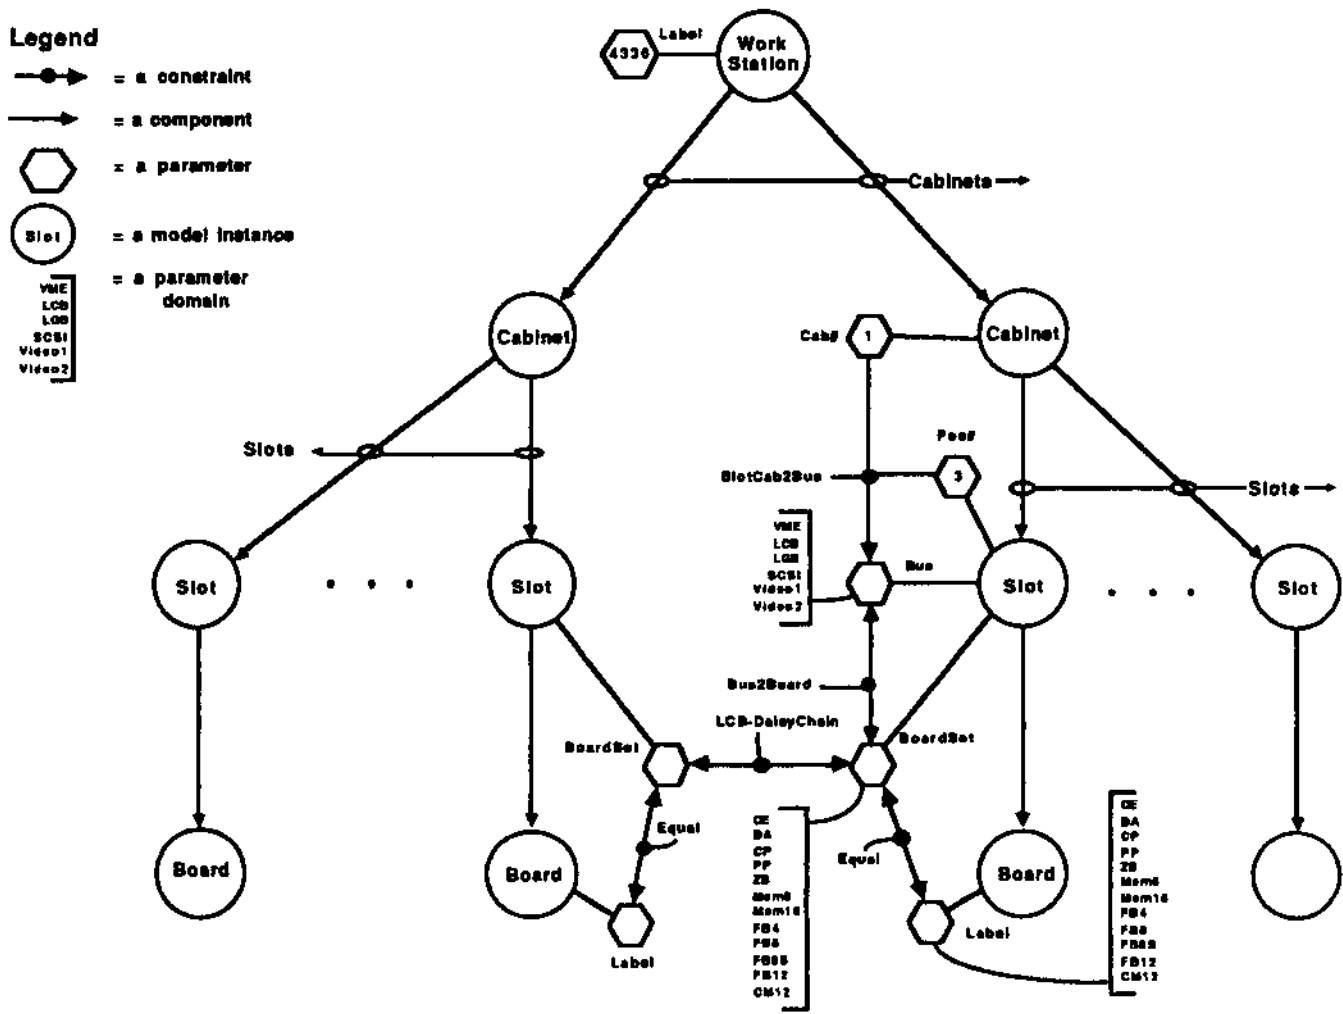 Legend
= a constraint
= a component
= a parameter
Slot = a model instance
= a parameter
domain
VME
LCB
LGB
SCSI
Video1
Video2
4336
Label
Work
Station
Cabinets
Cabinet
Cab#
1
Cabinet
Slots
Pos#
3
SlotCab2Bus
Slots
VME
LCB
LGB
SCSI
Video1
Video2
Bus
Slot
. . .
Slot
Slot
. . .
Slot
Bus2Board
LCB-DaisyChain
BoardSet
BoardSet
Equal
Equal
CE
DA
CP
PP
ZB
Mem8
Mem16
FB4
FB8
FB8S
FB12
CM12
CE
DA
CP
PP
ZB
Mem8
Mem16
FB4
FB8
FB8S
FB12
CM12
Board
Board
Board
Label
Label